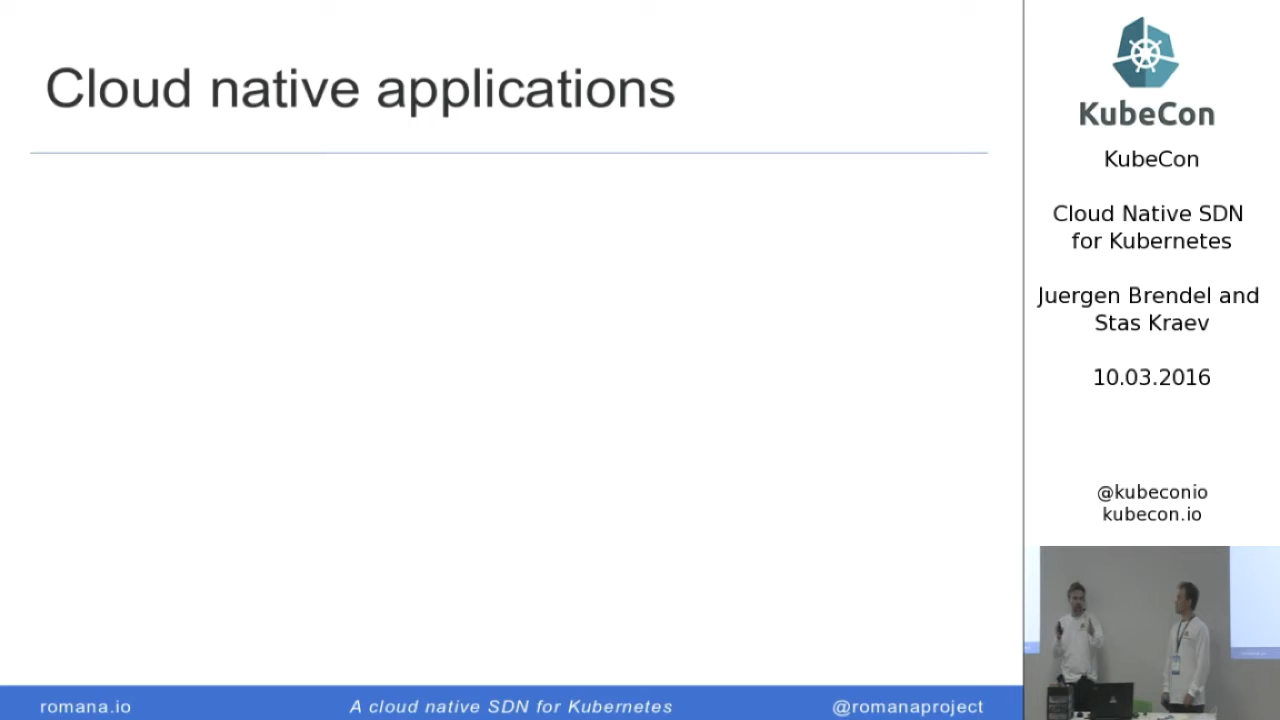 Cloud native applications
romana.io
A cloud native SDN for Kubernetes
@romanaproject
KubeCon
KubeCon
Cloud Native SDN
for Kubernetes
Juergen Brendel and
Stas Kraev
10.03.2016
@kubeconio
kubecon.io